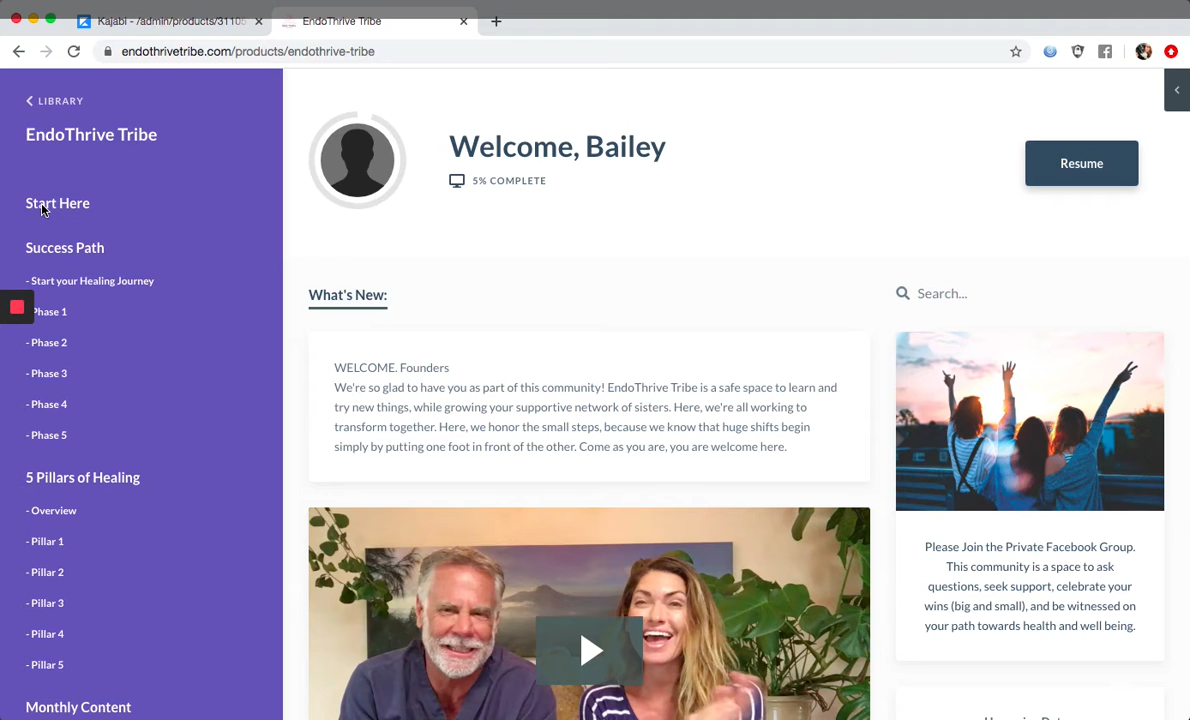 Kajabi - /admin/products/31105
EndoThrive Tribe
endothrivetribe.com/products/endothrive-tribe
LIBRARY
EndoThrive Tribe
Start Here
Success Path
- Start your Healing Journey
Phase 1
- Phase 2
- Phase 3
- Phase 4
- Phase 5
5 Pillars of Healing
- Overview
- Pillar 1
- Pillar 2
- Pillar 3
- Pillar 4
- Pillar 5
Monthly Content
Welcome, Bailey
5% COMPLETE
Resume
What's New:
Search...
WELCOME. Founders
We're so glad to have you as part of this community! EndoThrive Tribe is a safe space to learn and
try new things, while growing your supportive network of sisters. Here, we're all working to
transform together. Here, we honor the small steps, because we know that huge shifts begin
simply by putting one foot in front of the other. Come as you are, you are welcome here.
Please Join the Private Facebook Group.
This community is a space to ask
questions, seek support, celebrate your
wins (big and small), and be witnessed on
your path towards health and well being.